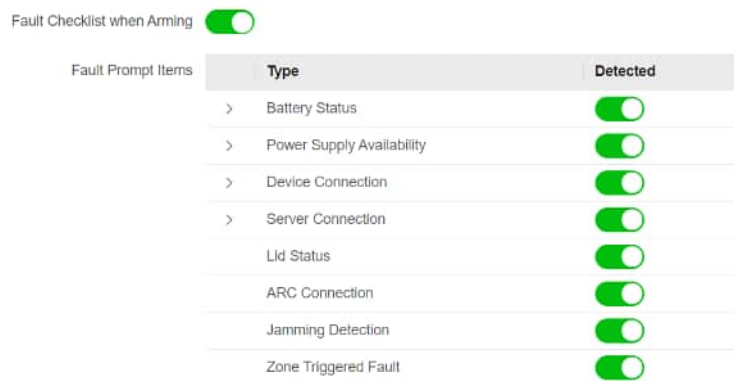 Fault Checklist when Arming
Fault Prompt Items
Type Detected
Battery Status
Power Supply Availability
Device Connection
Server Connection
Lid Status
ARC Connection
Jamming Detection
Zone Triggered Fault